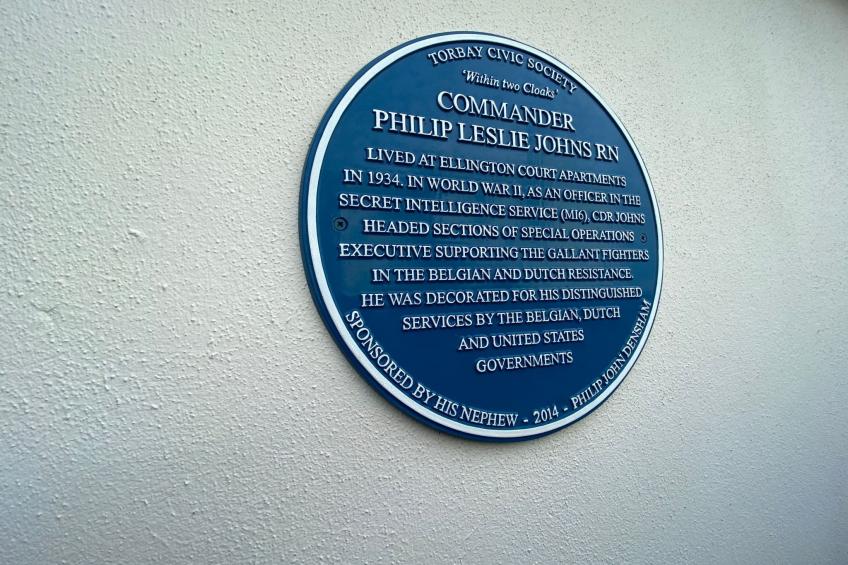 TORBAY CIVIC SOCIETY
'Within two Cloaks'
COMMANDER
PHILIP LESLIE JOHNS RN
LIVED AT ELLINGTON COURT APARTMENTS
IN 1934. IN WORLD WAR II, AS AN OFFICER IN THE
SECRET INTELLIGENCE SERVICE (MI6), CDR JOHNS
HEADED SECTIONS OF SPECIAL OPERATIONS
EXECUTIVE SUPPORTING THE GALLANT FIGHTERS
IN THE BELGIAN AND DUTCH RESISTANCE.
HE WAS DECORATED FOR HIS DISTINGUISHED
SERVICES BY THE BELGIAN, DUTCH
AND UNITED STATES
GOVERNMENTS
SPONSORED BY HIS NEPHEW - 2014 - PHILIP JOHN DENSHAM